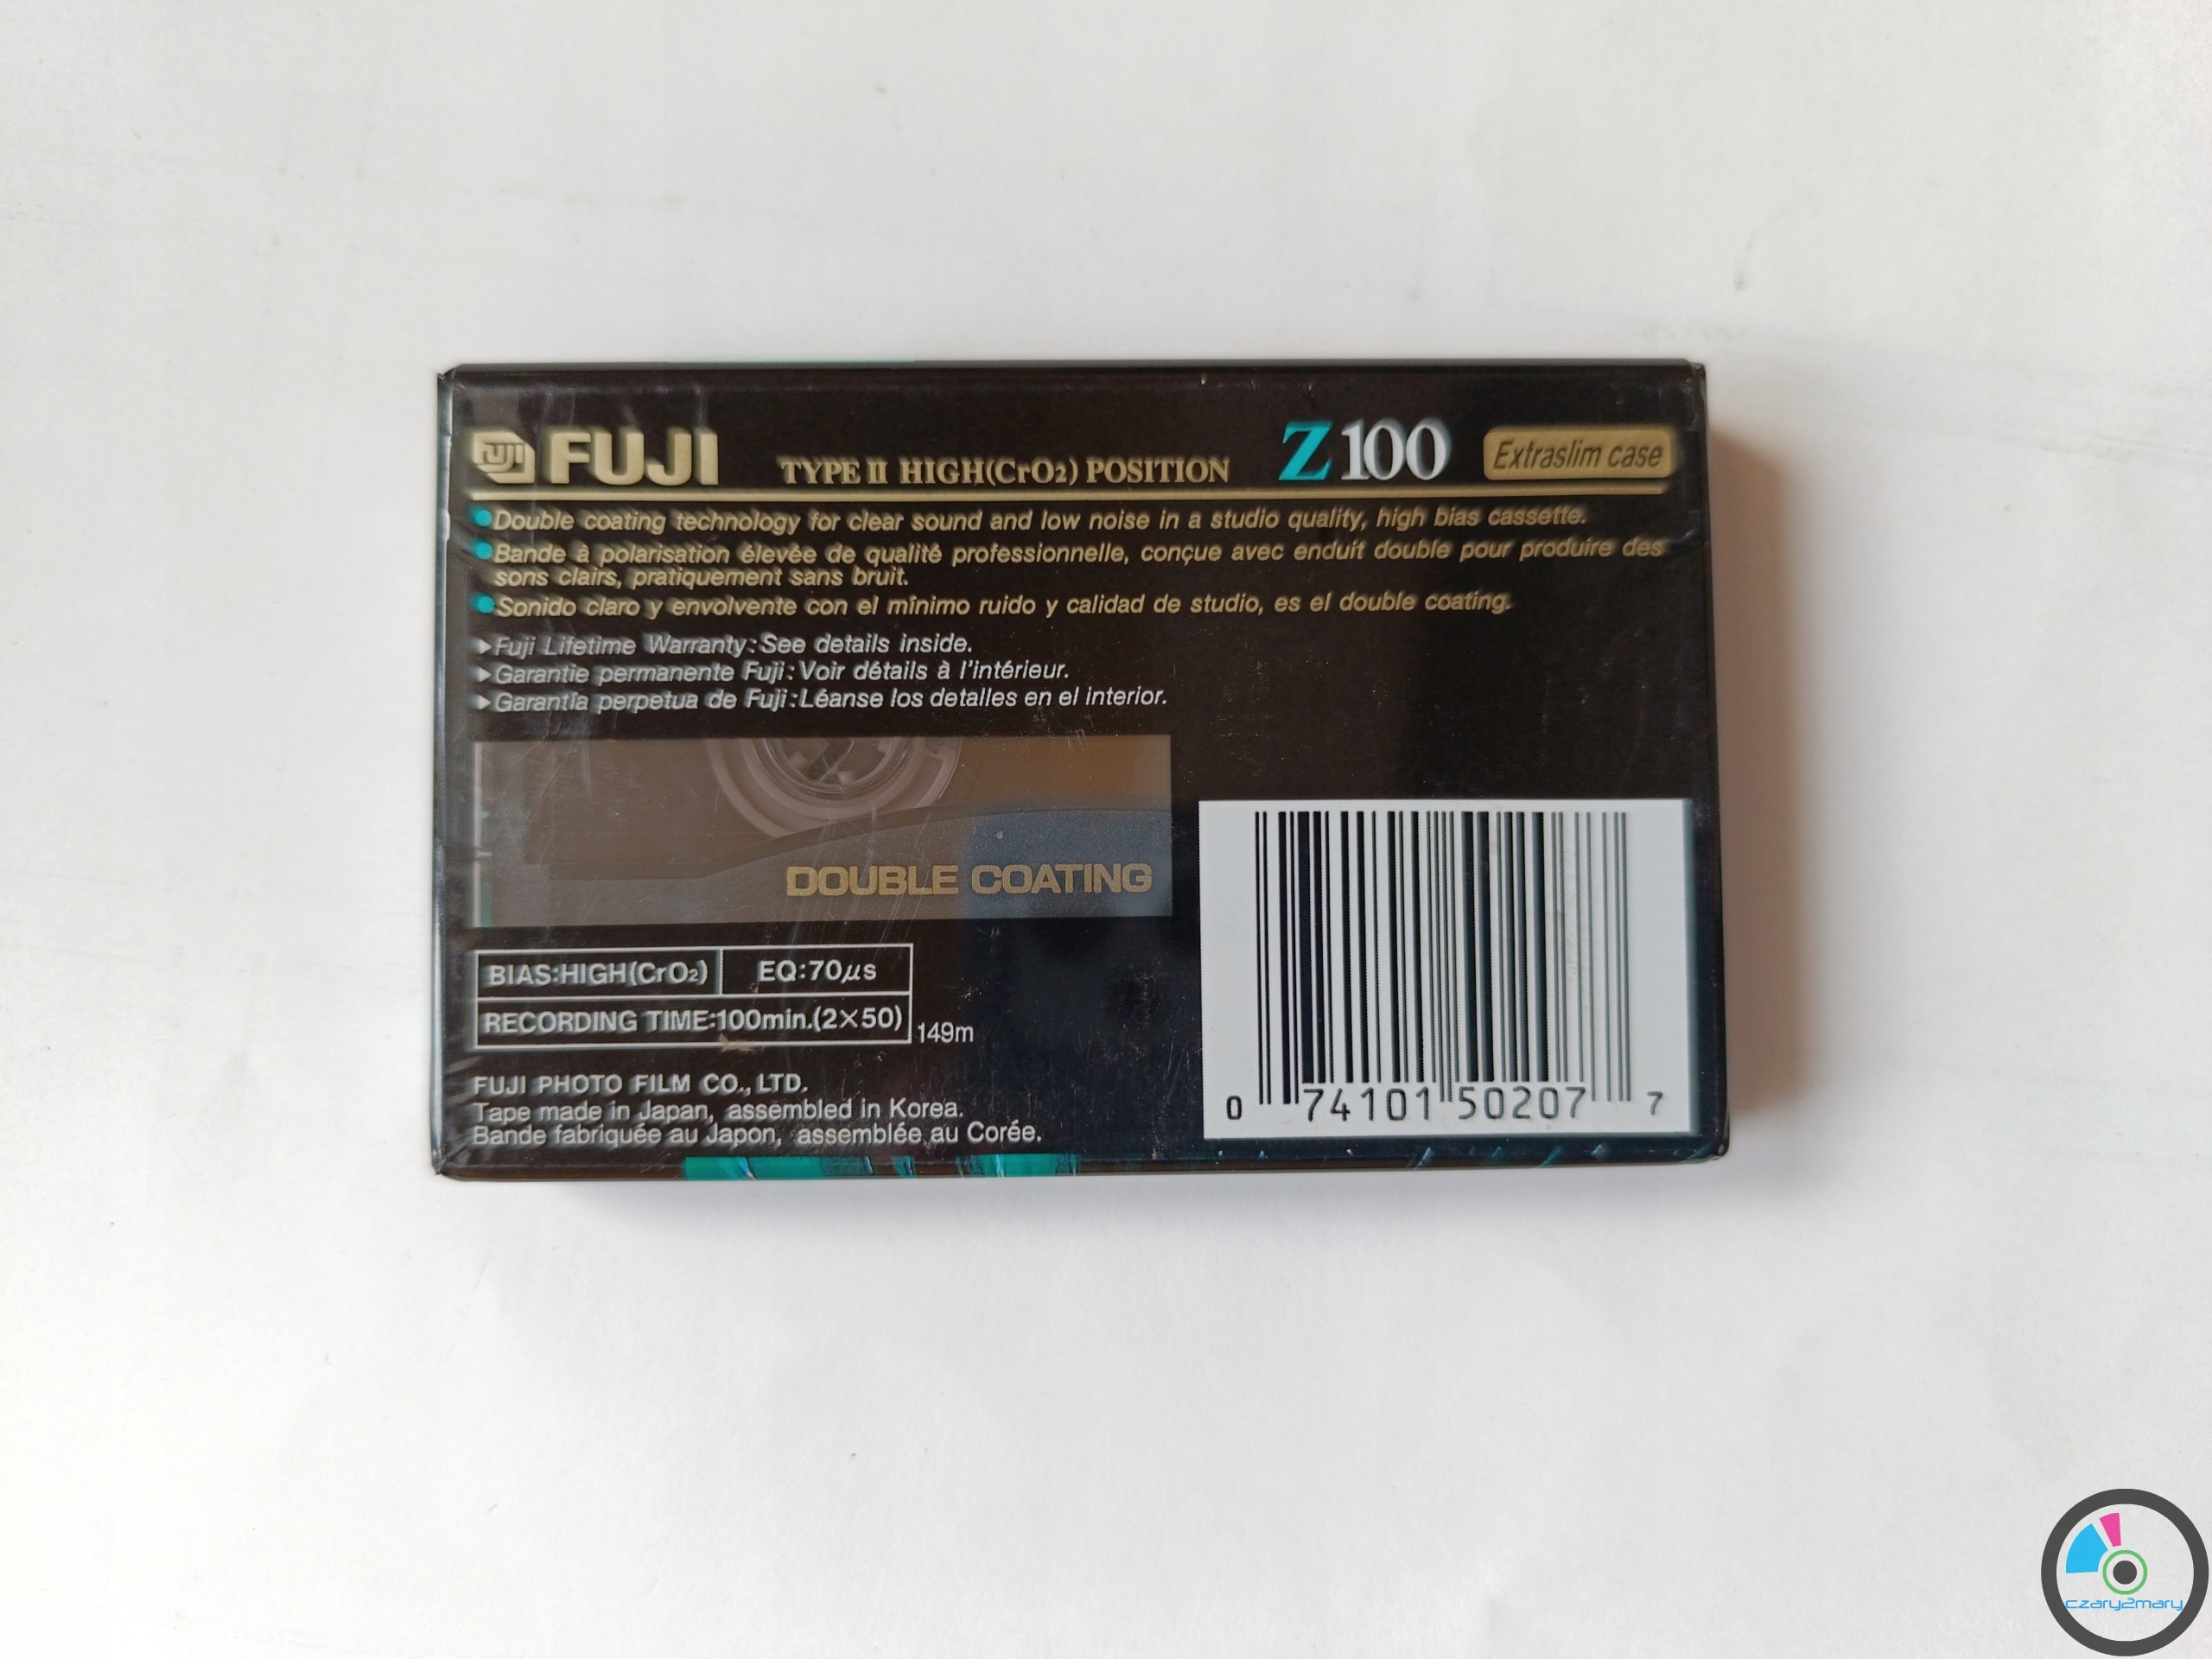 FUJI FUJI TYPE II HIGH(CrO2) POSITION Z100 Extraslim case
●Double coating technology for clear sound and low noise in a studio quality, high bias cassette.
●Bande à polarisation élevée de qualité professionnelle, conçue avec enduit double pour produire des
sons clairs, pratiquement sans bruit.
●Sonido claro y envolvente con el mínimo ruido y calidad de studio, es el double coating.
▶Fuji Lifetime Warranty:See details inside.
▶Garantie permanente Fuji:Voir détails à l'intérieur.
▶Garantía perpetua de Fuji:Léanse los detalles en el interior.
DOUBLE COATING
BIAS:HIGH(CrO2) EQ:70μs
RECORDING TIME:100min.(2×50) 149m
FUJI PHOTO FILM CO., LTD.
Tape made in Japan, assembled in Korea.
Bande fabriquée au Japon, assemblée au Corée.
0 74101 50207 7
czary2mary